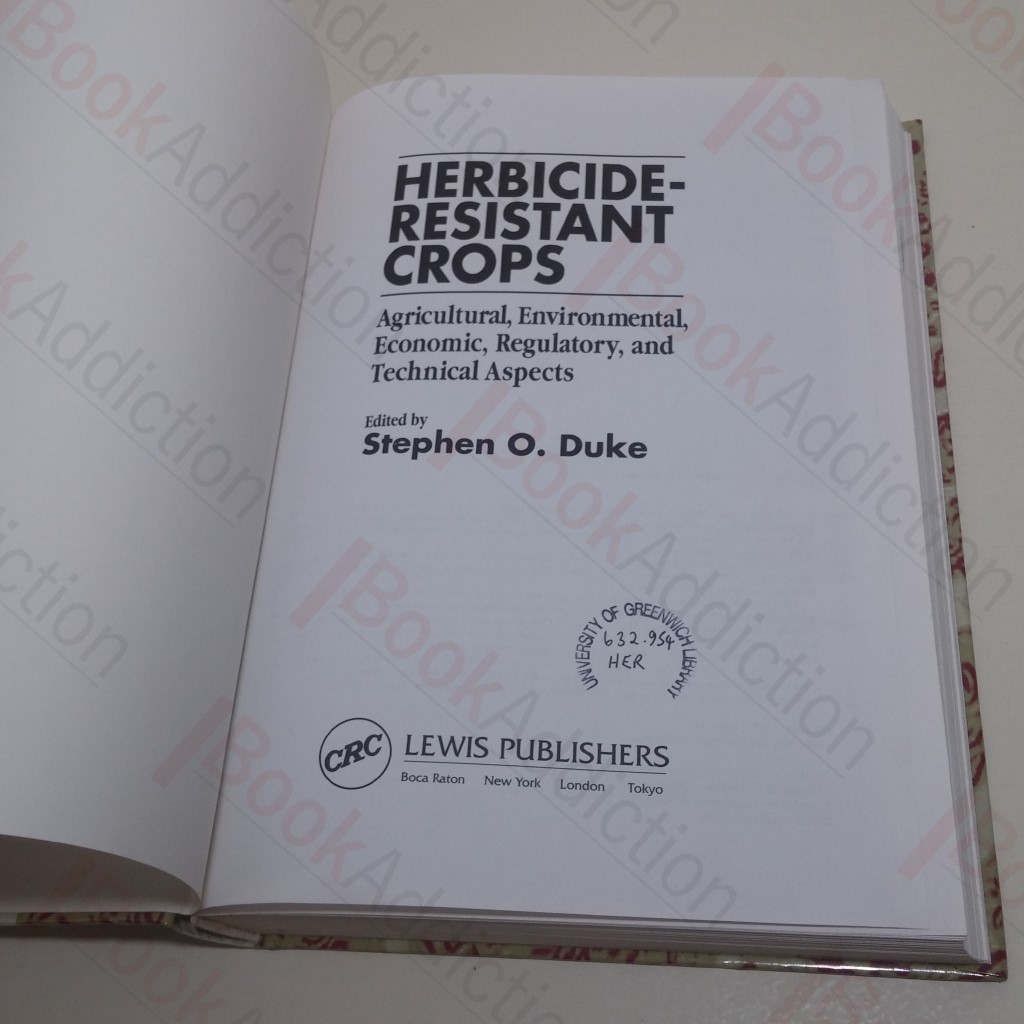 HERBICIDE-
RESISTANT
CROPS
Agricultural, Environmental,
Economic, Regulatory, and
Technical Aspects
Edited by
Stephen O. Duke
UNIVERSITY OF GREENWICH LIBRARY
632.954
HER
CRC
LEWIS PUBLISHERS
Boca Raton New York London Tokyo
BookAddiction